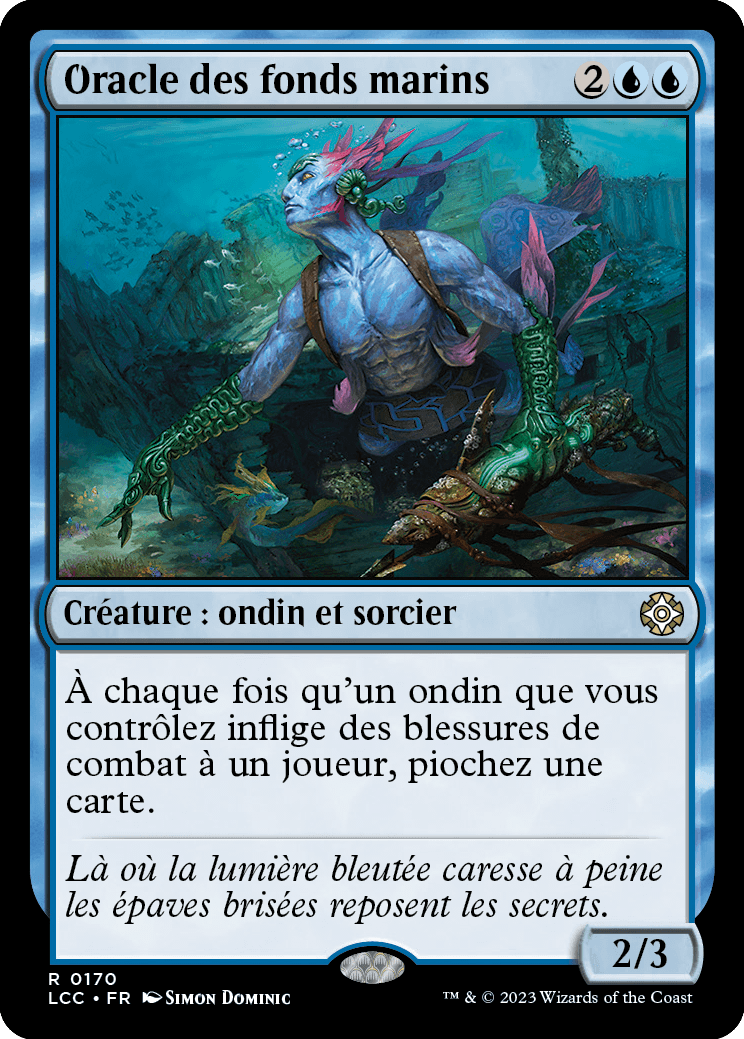 Oracle des fonds marins 2
Créature : ondin et sorcier
À chaque fois qu'un ondin que vous
contrôlez inflige des blessures de
combat à un joueur, piochez une
carte.
Là où la lumière bleutée caresse à peine
les épaves brisées reposent les secrets.
2/3
R 0170
LCC • FR Simon Dominic
™ & © 2023 Wizards of the Coast